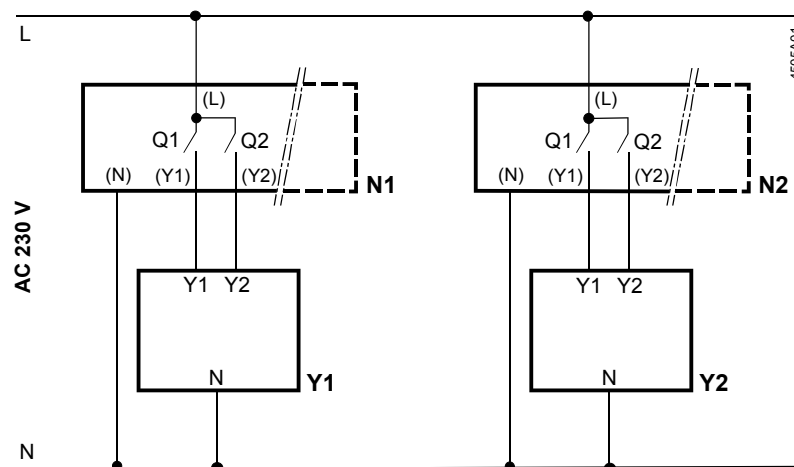 L
(L)
Q1
Q2
(N)
(Y1)
(Y2)
N1
Y1
Y2
N
Y1
(L)
Q1
Q2
(N)
(Y1)
(Y2)
N2
Y1
Y2
N
Y2
AC 230 V
N